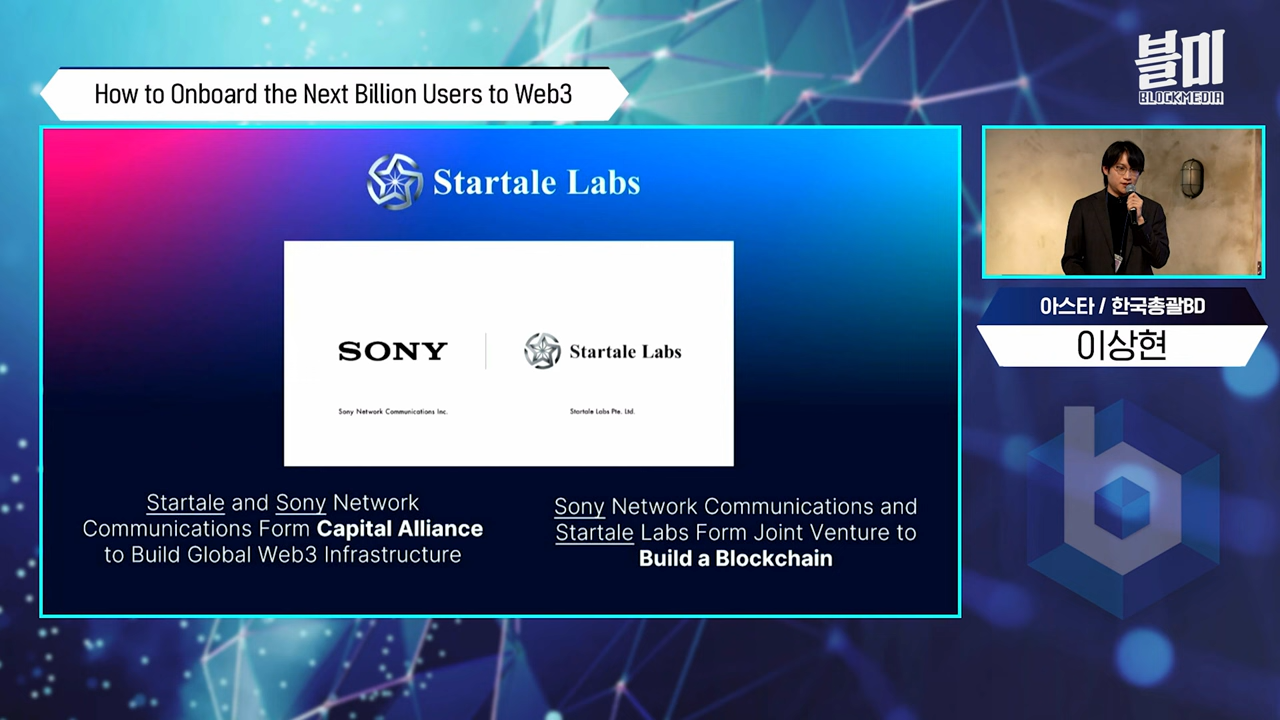 How to Onboard the Next Billion Users to Web3
블미
BLOCKMEDIA
Startale Labs
SONY
Startale Labs
Sony Network Communications Inc.
Startale Labs Pte. Ltd.
Startale and Sony Network
Communications Form Capital Alliance
to Build Global Web3 Infrastructure
Sony Network Communications and
Startale Labs Form Joint Venture to
Build a Blockchain
아스타 / 한국총괄BD
이상현
b